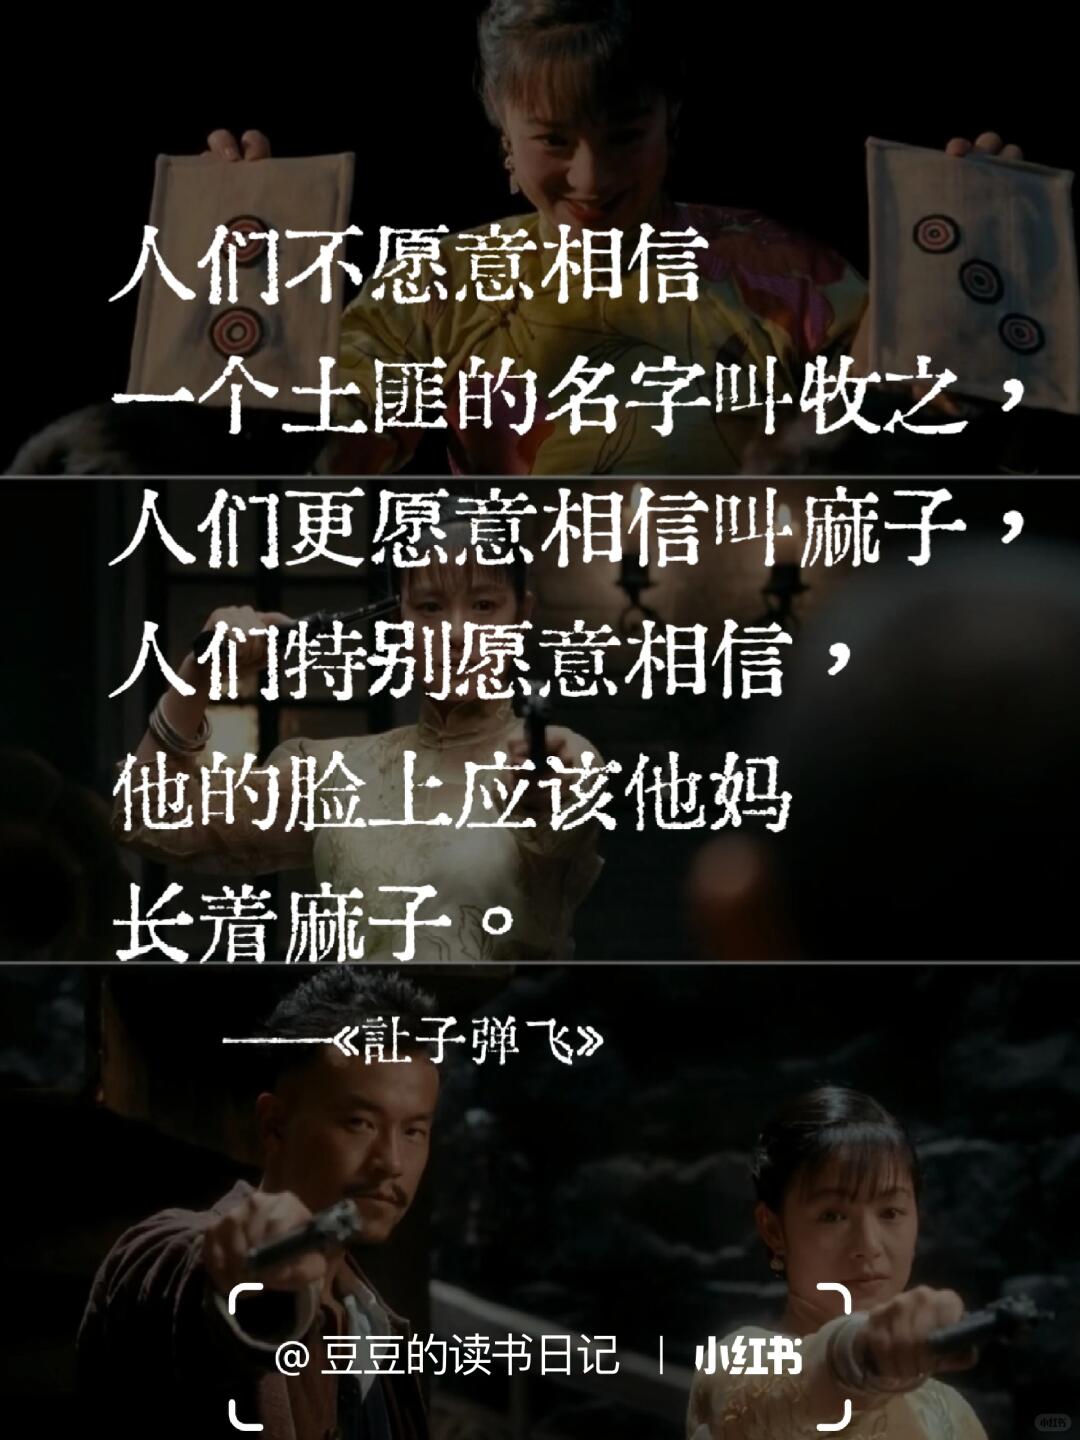 人们不愿意相信
一个土匪的名字叫牧之，
人们更愿意相信叫麻子，
人们特别愿意相信，
他的脸上应该他妈
长着麻子。
——《让子弹飞》
@豆豆的读书日记 | 小红书
小红书